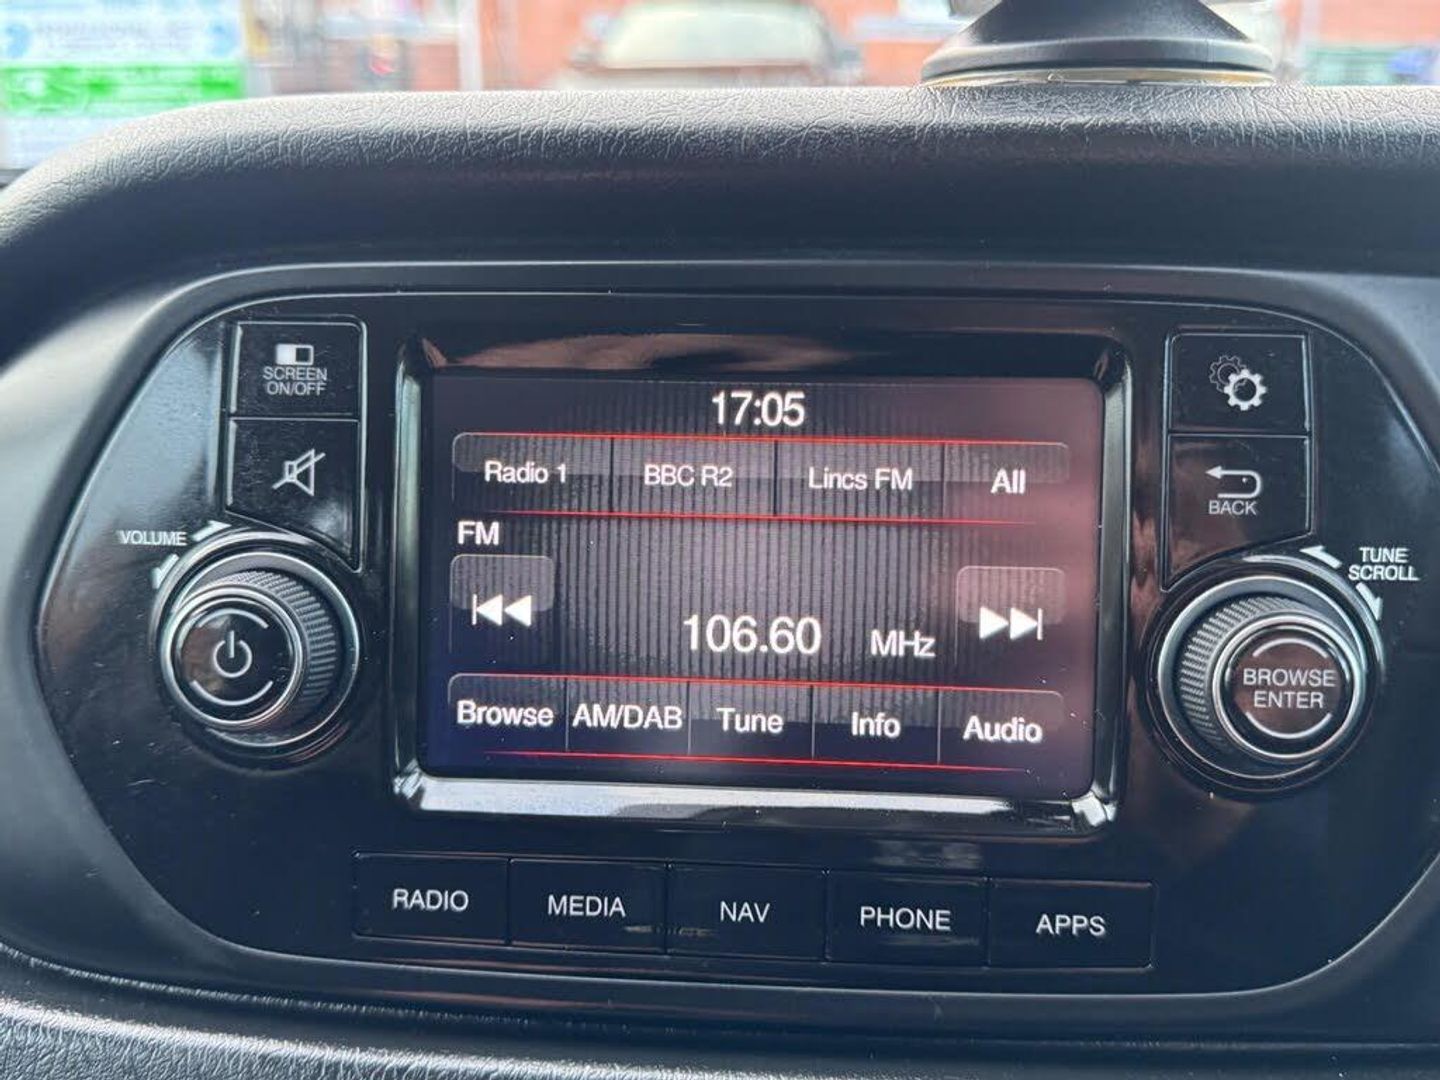 17:05
SCREEN
ON/OFF
Radio 1 BBC R2 Lincs FM All
BACK
FM
VOLUME
TUNE
SCROLL
106.60 MHz
BROWSE
ENTER
Browse AM/DAB Tune Info Audio
RADIO MEDIA NAV PHONE APPS